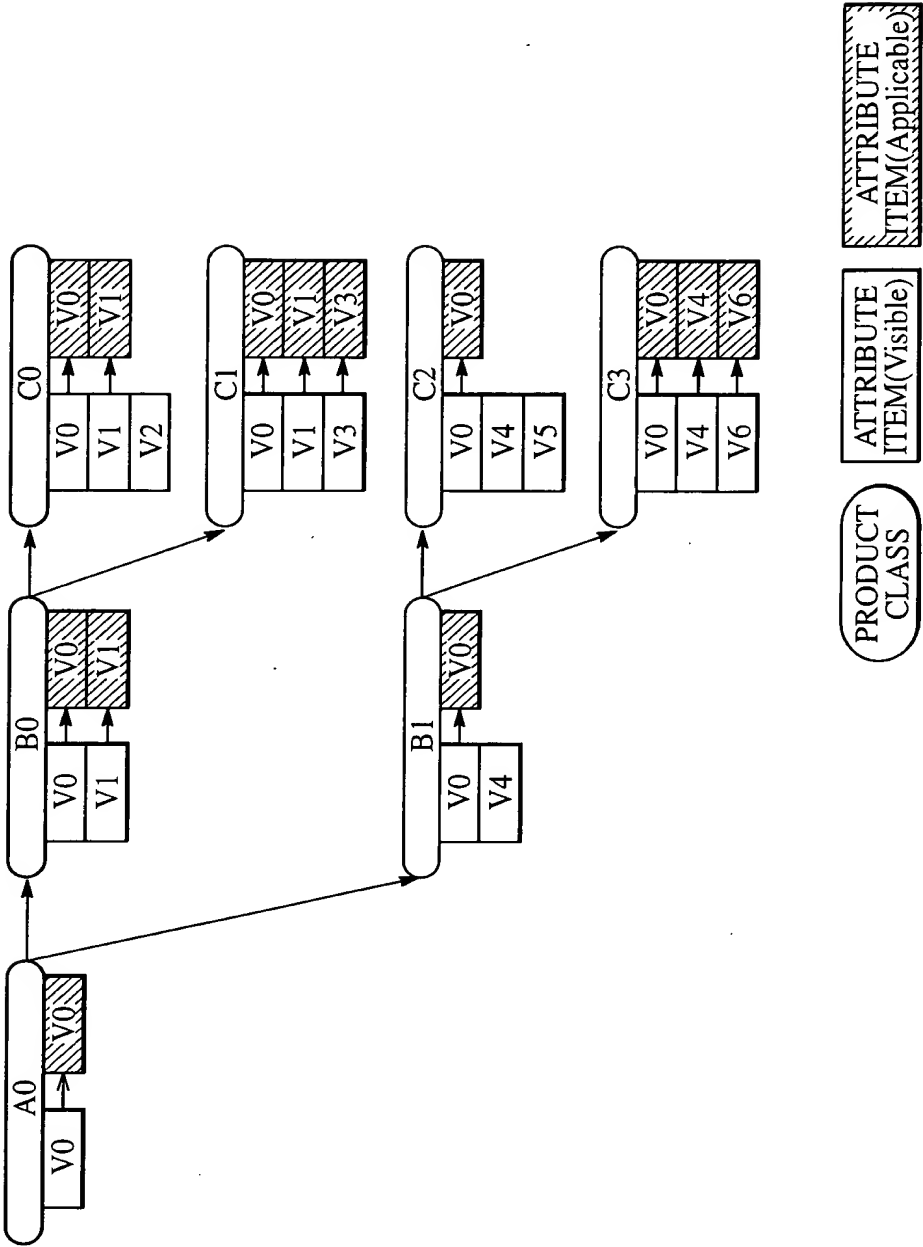 A0
V0
V0
B0
V0
V0
V1
V1
B1
V0
V0
V4
C0
V0
V0
V1
V1
V2
C1
V0
V0
V1
V1
V3
V3
C2
V0
V0
V4
V5
C3
V0
V0
V4
V4
V6
V6
PRODUCT
CLASS
ATTRIBUTE
ITEM(Visible)
ATTRIBUTE
ITEM(Applicable)